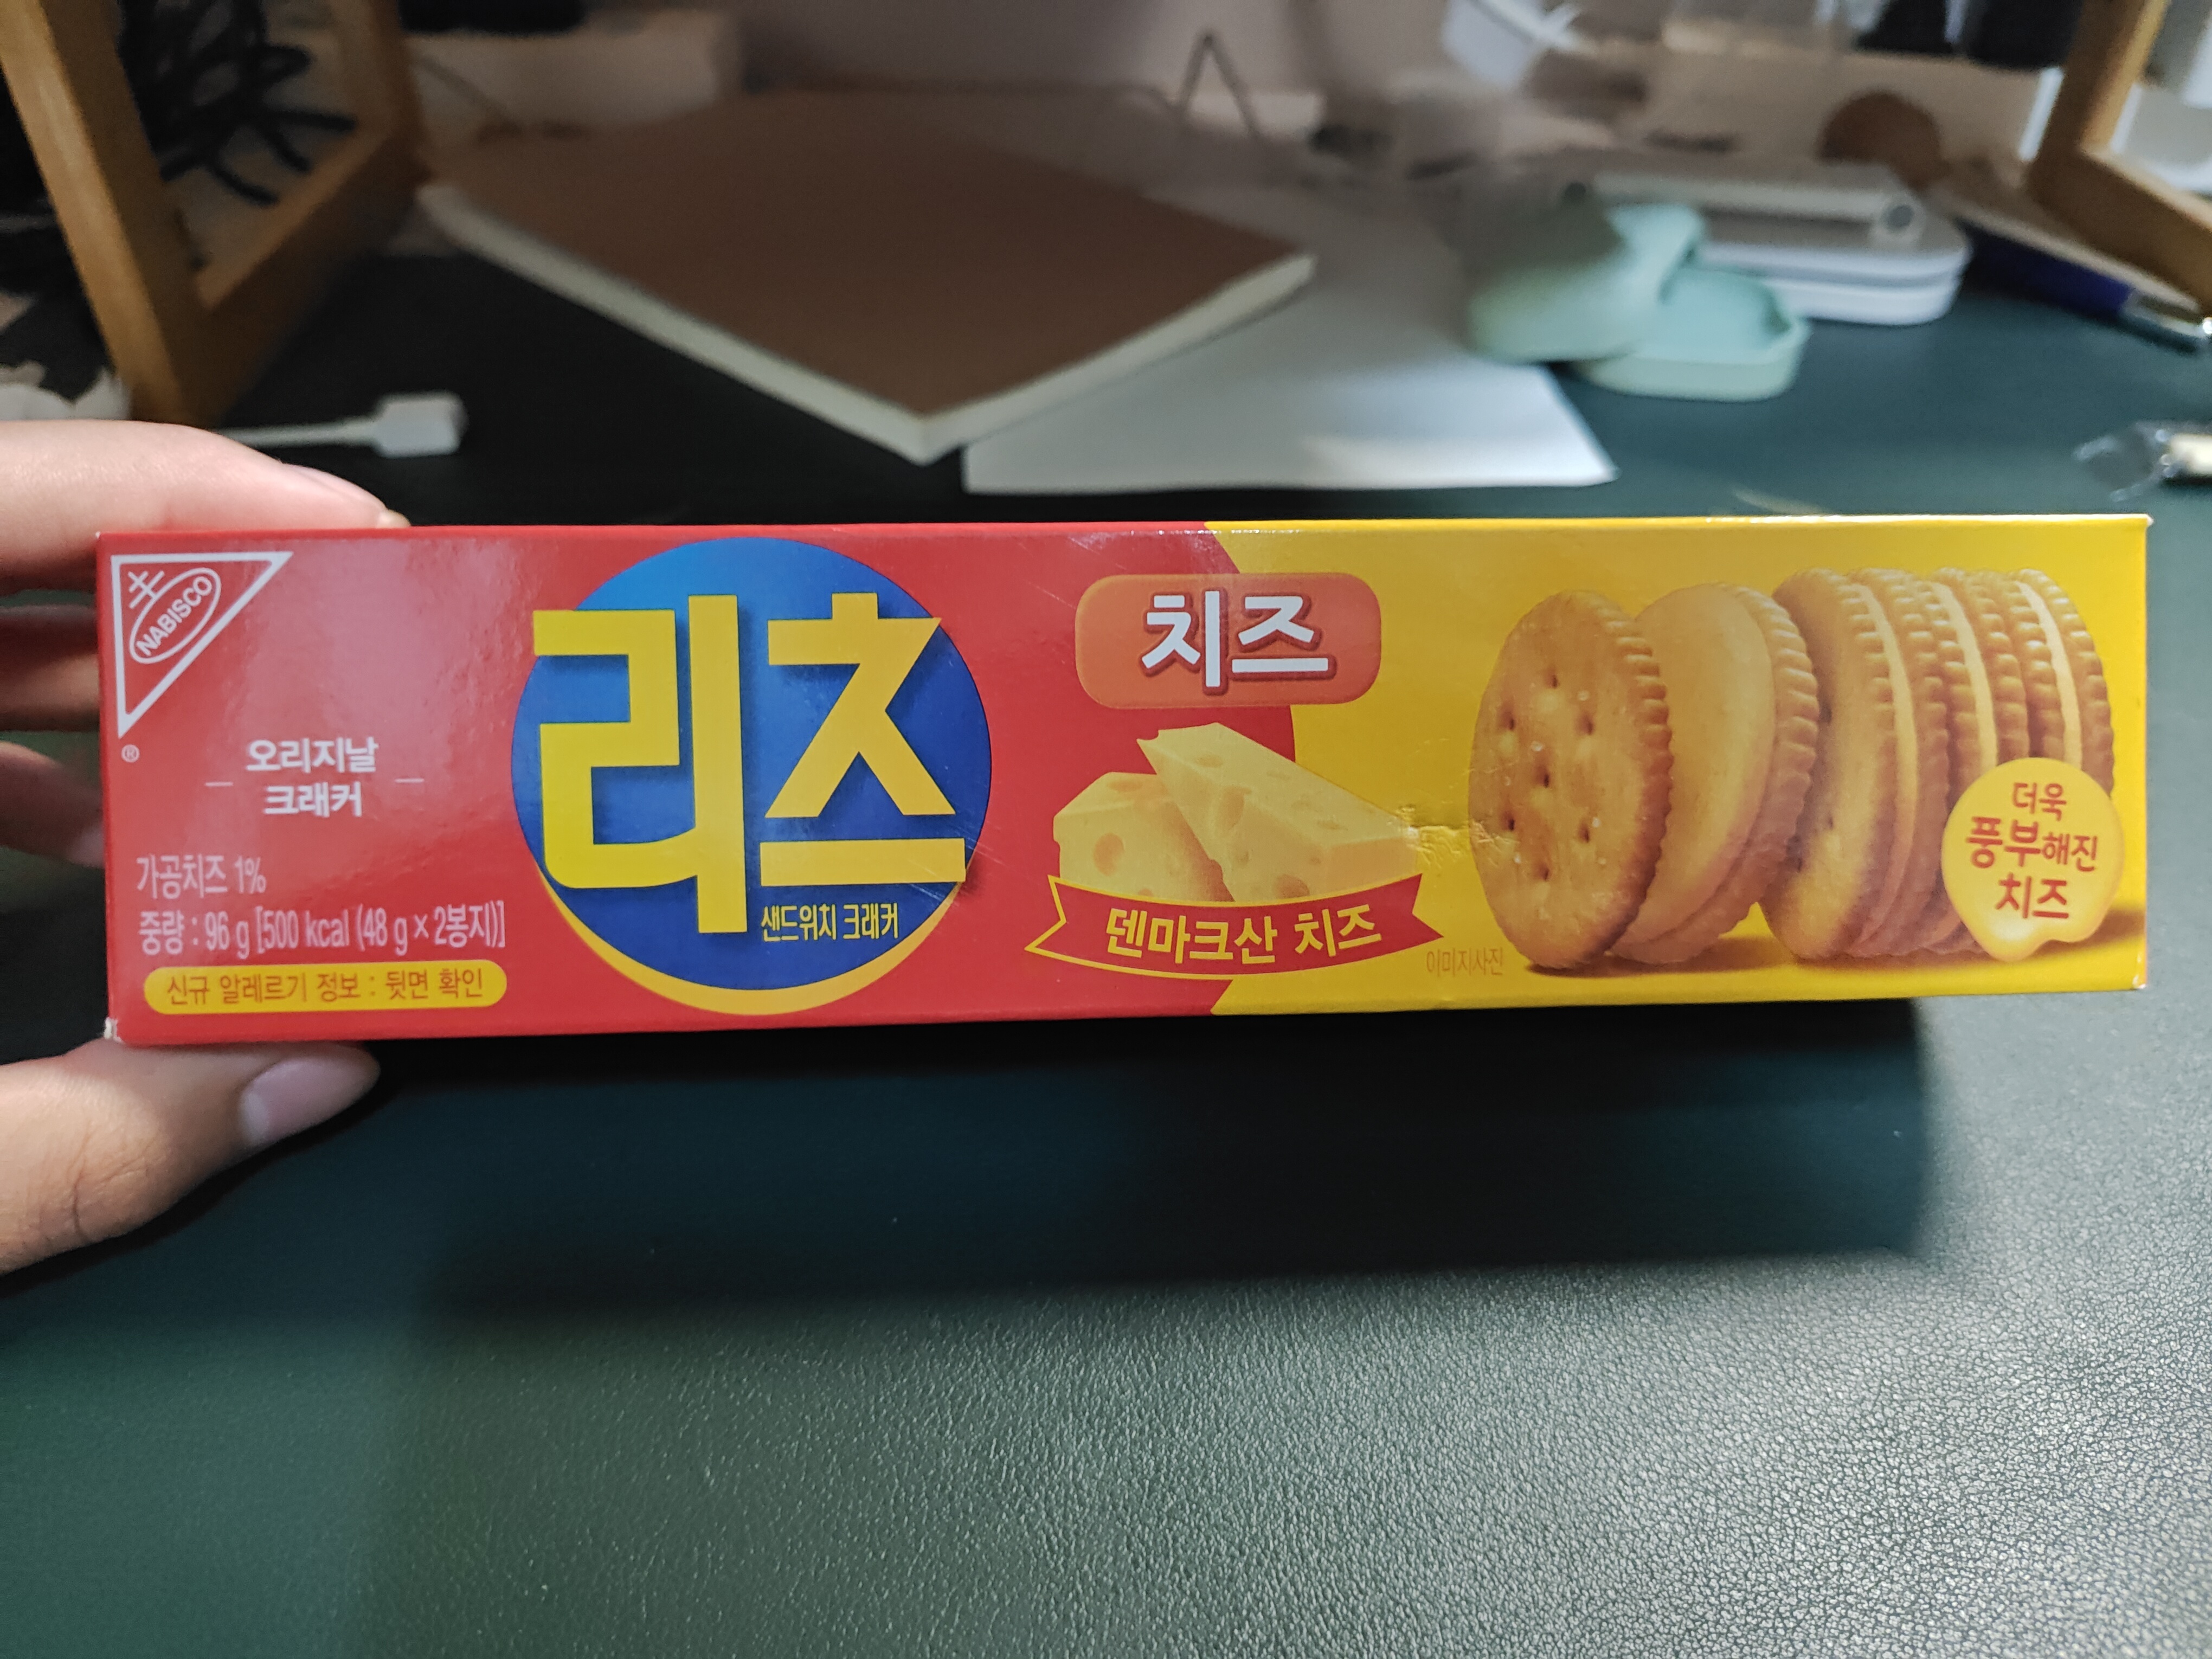 NABISCO
®
오리지날
크래커
가공치즈 1%
중량 : 96 g [500 kcal (48 g × 2봉지)]
신규 알레르기 정보 : 뒷면 확인
리츠
샌드위치 크래커
치즈
덴마크산 치즈
이미지사진
더욱
풍부해진
치즈